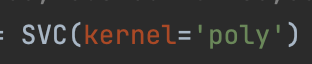 = SVC(kernel='poly')